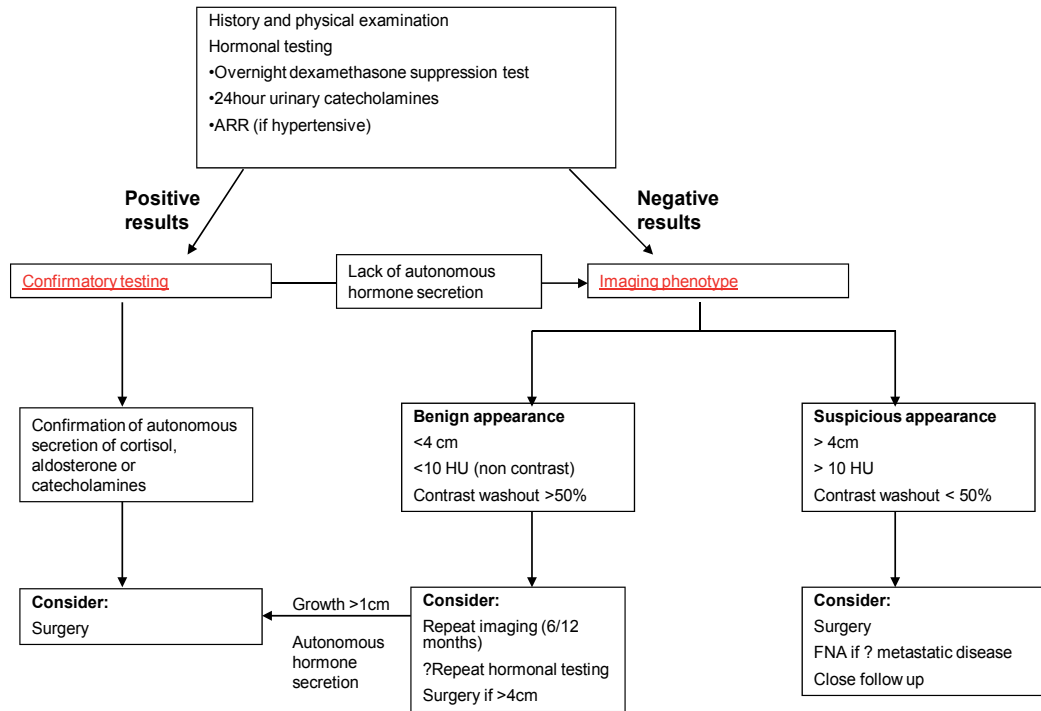 History and physical examination
Hormonal testing
•Overnight dexamethasone suppression test
•24hour urinary catecholamines
•ARR (if hypertensive)
Positive
results
Negative
results
Confirmatory testing
Lack of autonomous
hormone secretion
Imaging phenotype
Confirmation of autonomous
secretion of cortisol,
aldosterone or
catecholamines
Benign appearance
<4 cm
<10 HU (non contrast)
Contrast washout >50%
Suspicious appearance
> 4cm
> 10 HU
Contrast washout < 50%
Consider:
Surgery
Growth >1cm
Autonomous
hormone
secretion
Consider:
Repeat imaging (6/12
months)
?Repeat hormonal testing
Surgery if >4cm
Consider:
Surgery
FNA if ? metastatic disease
Close follow up